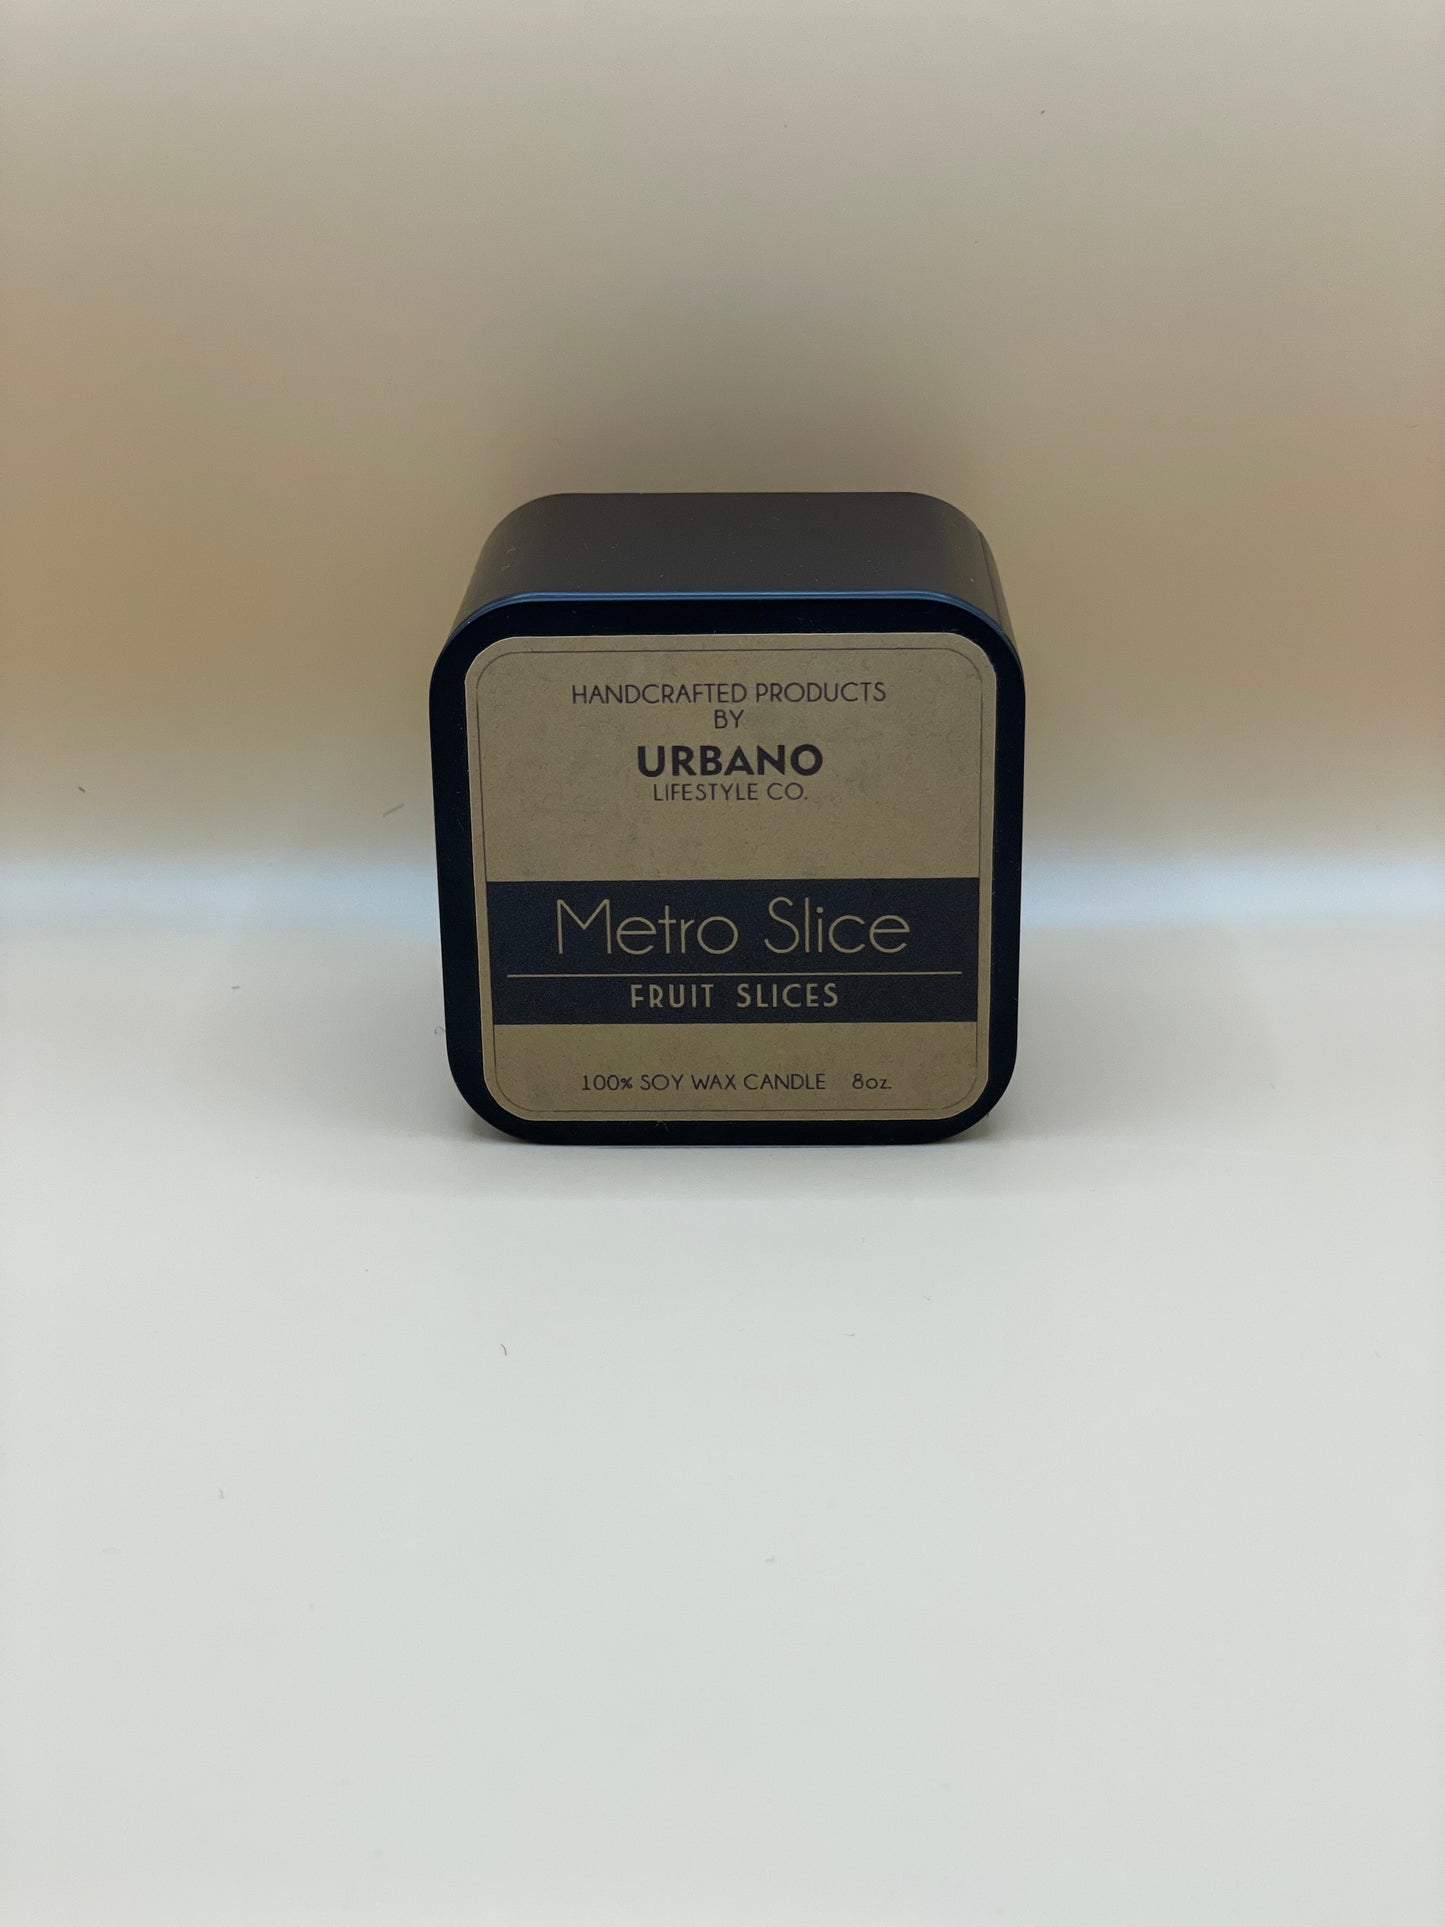 HANDCRAFTED PRODUCTS
BY
URBANO
LIFESTYLE CO.
Metro Slice
FRUIT SLICES
100% SOY WAX CANDLE 8oz.